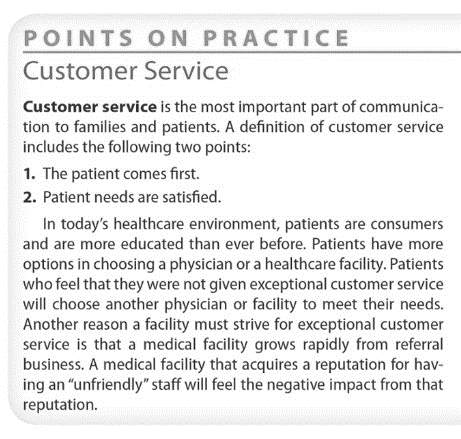 POINTS ON PRACTICE
Customer Service
Customer service is the most important part of communica-
tion to families and patients. A definition of customer service
includes the following two points:
1. The patient comes first.
2. Patient needs are satisfied.
In today's healthcare environment, patients are consumers
and are more educated than ever before. Patients have more
options in choosing a physician or a healthcare facility. Patients
who feel that they were not given exceptional customer service
will choose another physician or facility to meet their needs.
Another reason a facility must strive for exceptional customer
service is that a medical facility grows rapidly from referral
business. A medical facility that acquires a reputation for hav-
ing an "unfriendly" staff will feel the negative impact from that
reputation.